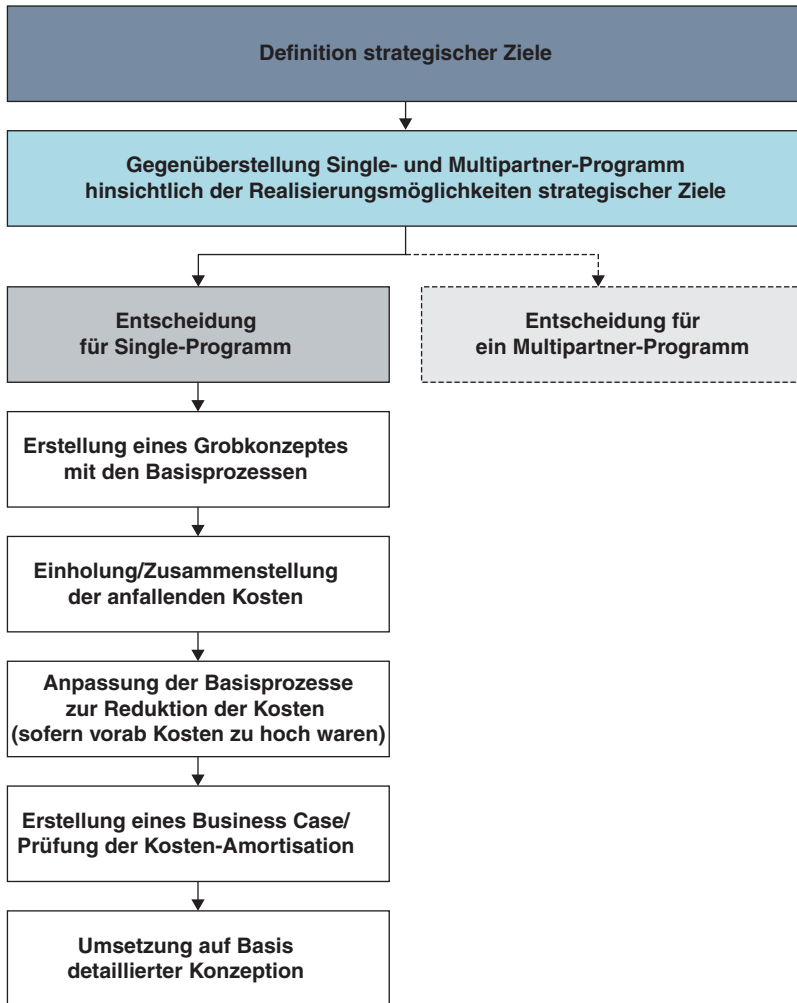 Definition strategischer Ziele
Gegenüberstellung Single- und Multipartner-Programm
hinsichtlich der Realisierungsmöglichkeiten strategischer Ziele
Entscheidung
für Single-Programm
Entscheidung für
ein Multipartner-Programm
Erstellung eines Grobkonzeptes
mit den Basisprozessen
Einholung/Zusammenstellung
der anfallenden Kosten
Anpassung der Basisprozesse
zur Reduktion der Kosten
(sofern vorab Kosten zu hoch waren)
Erstellung eines Business Case/
Prüfung der Kosten-Amortisation
Umsetzung auf Basis
detaillierter Konzeption